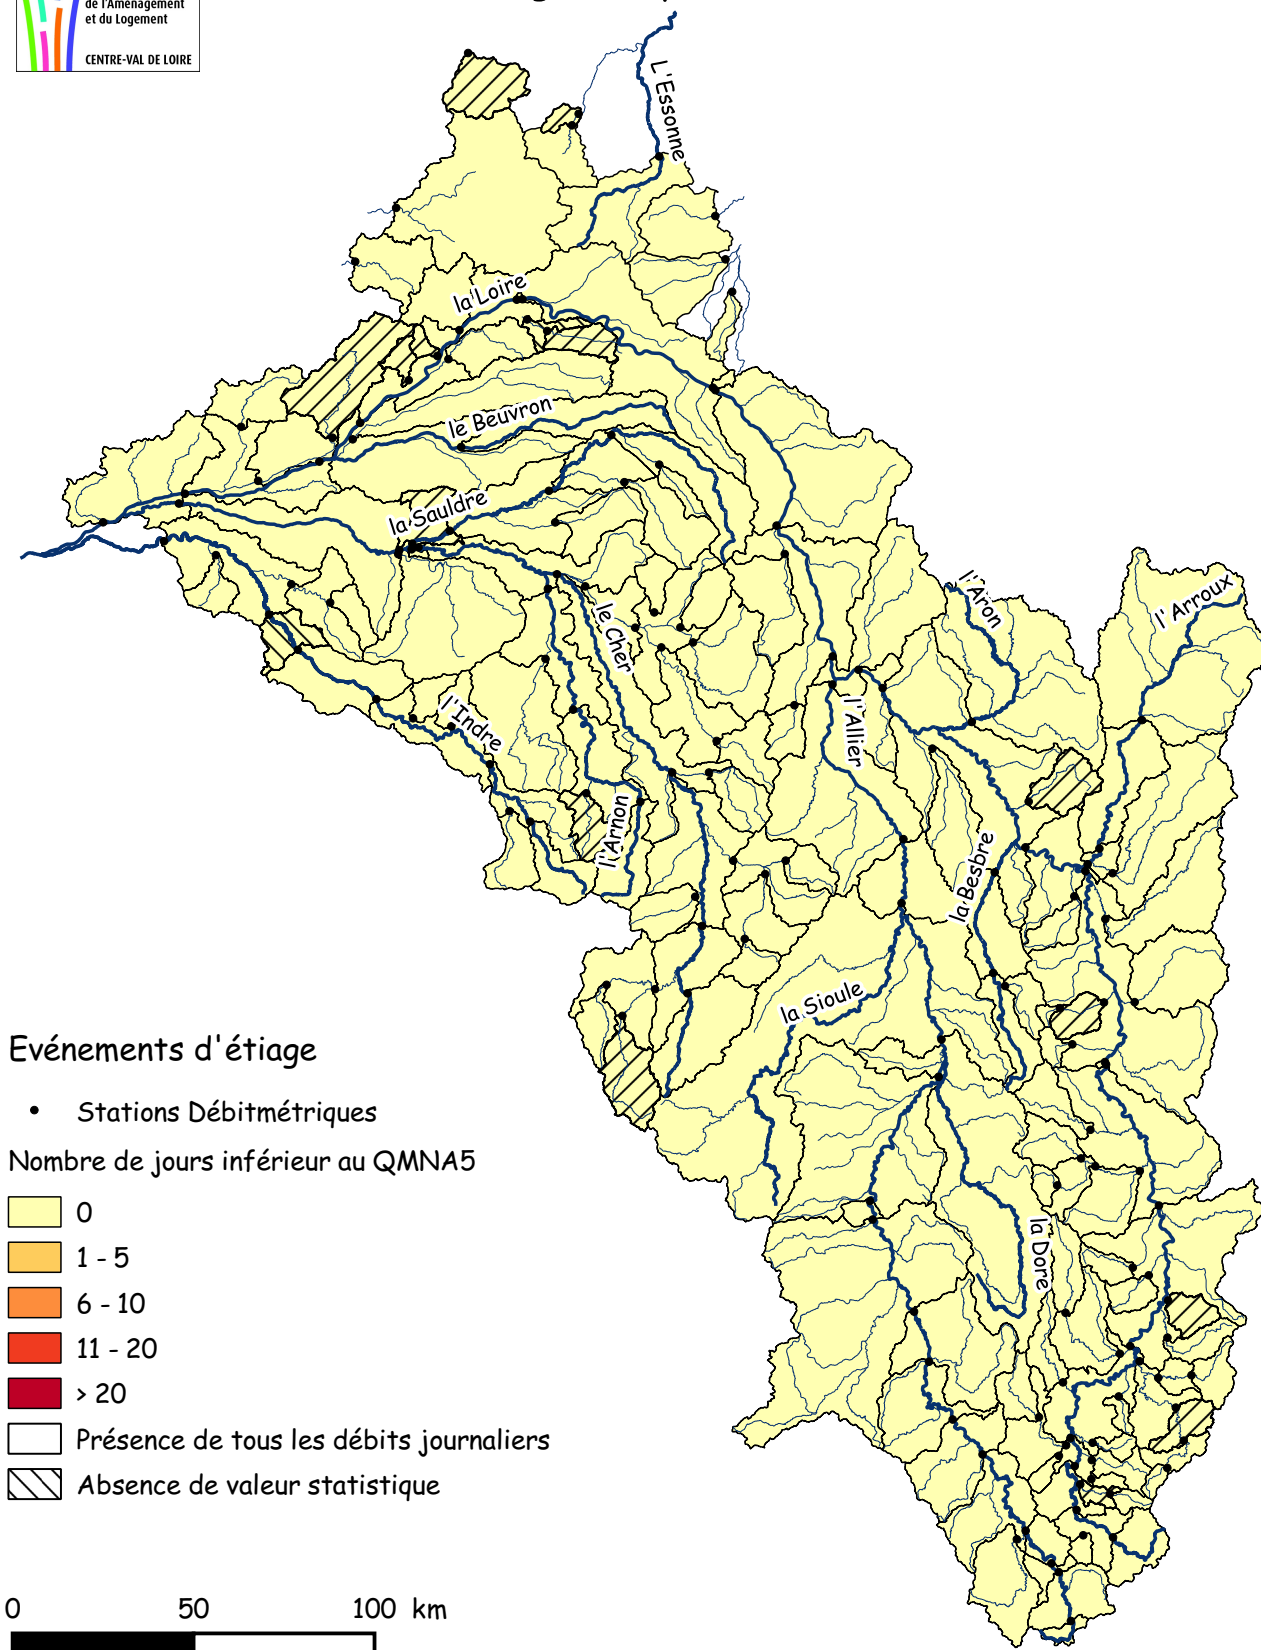 de l'Aménagement
et du Logement
CENTRE-VAL DE LOIRE
L'Essonne
la Loire
le Beuvron
la Sauldre
le Cher
l'Aron
l' Arroux
l'Indre
l'Allier
l'Arnon
la Besbre
la Sioule
la Dore
Evénements d'étiage
Stations Débitmétriques
Nombre de jours inférieur au QMNA5
0
1 - 5
6 - 10
11 - 20
> 20
Présence de tous les débits journaliers
Absence de valeur statistique
0 50 100 km